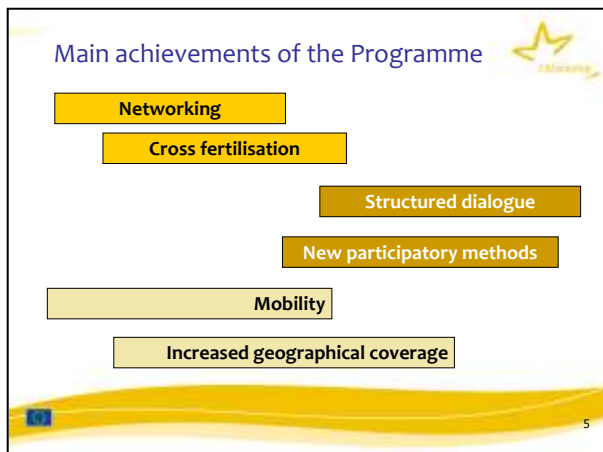 Main achievements of the Programme
Networking
Cross fertilisation
Structured dialogue
New participatory methods
Mobility
Increased geographical coverage
5